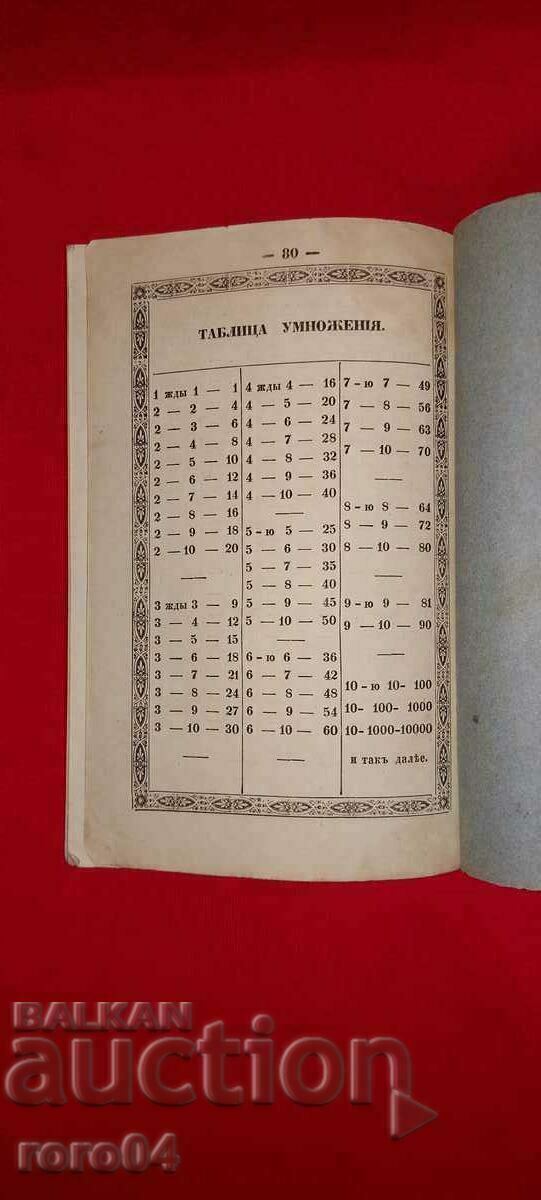 — 80 —
ТАБЛИЦА УМНОЖЕНІЯ.
1 жды 1 — 1
2 — 2 — 4
2 — 3 — 6
2 — 4 — 8
2 — 5 — 10
2 — 6 — 12
2 — 7 — 14
2 — 8 — 16
2 — 9 — 18
2 — 10 — 20
3 жды 3 — 9
3 — 4 — 12
3 — 5 — 15
3 — 6 — 18
3 — 7 — 21
3 — 8 — 24
3 — 9 — 27
3 — 10 — 30
4 жды 4 — 16
4 — 5 — 20
4 — 6 — 24
4 — 7 — 28
4 — 8 — 32
4 — 9 — 36
4 — 10 — 40
5 - ю 5 — 25
5 — 6 — 30
5 — 7 — 35
5 — 8 — 40
5 — 9 — 45
5 — 10 — 50
6 - ю 6 — 36
6 — 7 — 42
6 — 8 — 48
6 — 9 — 54
6 — 10 — 60
7 - ю 7 — 49
7 — 8 — 56
7 — 9 — 63
7 — 10 — 70
8 - ю 8 — 64
8 — 9 — 72
8 — 10 — 80
9 - ю 9 — 81
9 — 10 — 90
10 - ю 10 - 100
10- 100- 1000
10-1000-10000
и такъ далѣе.
BALKAN
auction
roro04